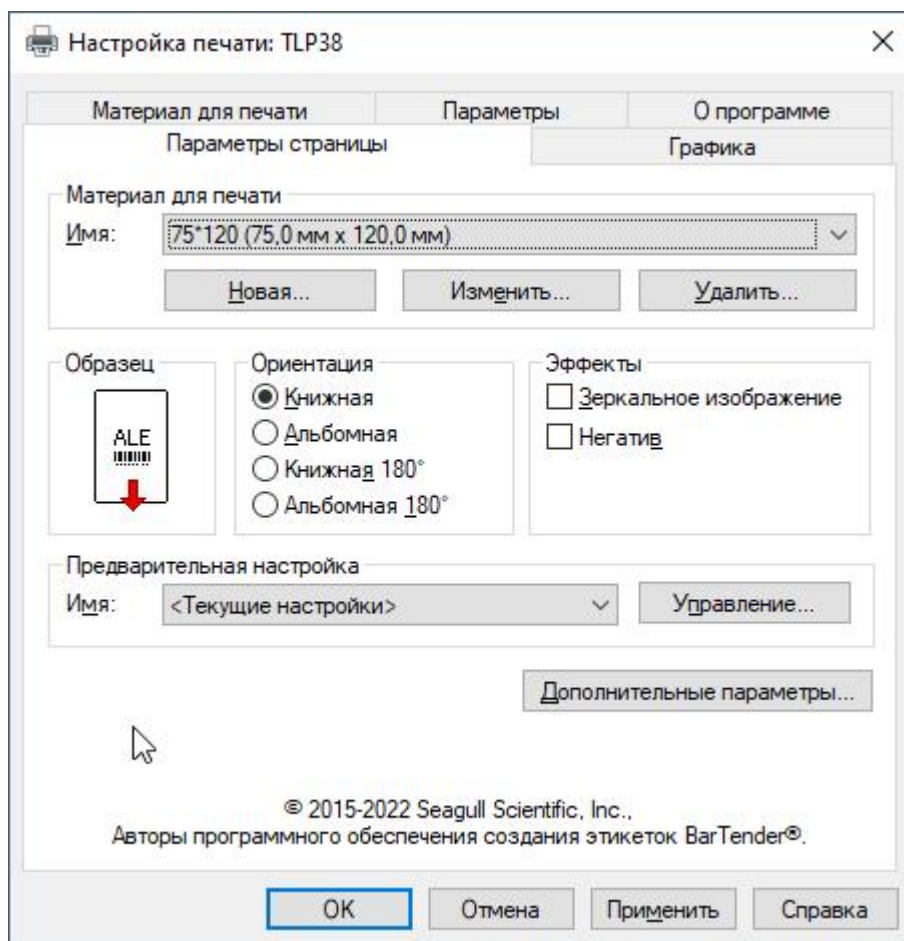 Настройка печати: TLP38
Материал для печати
Параметры
О программе
Параметры страницы
Графика
Материал для печати
Имя:
75*120 (75,0 мм x 120,0 мм)
Новая...
Изменить...
Удалить...
Образец
ALE
Ориентация
Книжная
Альбомная
Книжная 180°
Альбомная 180°
Эффекты
Зеркальное изображение
Негатив
Предварительная настройка
Имя:
<Текущие настройки>
Управление...
Дополнительные параметры...
© 2015-2022 Seagull Scientific, Inc.,
Авторы программного обеспечения создания этикеток BarTender®.
OK
Отмена
Применить
Справка